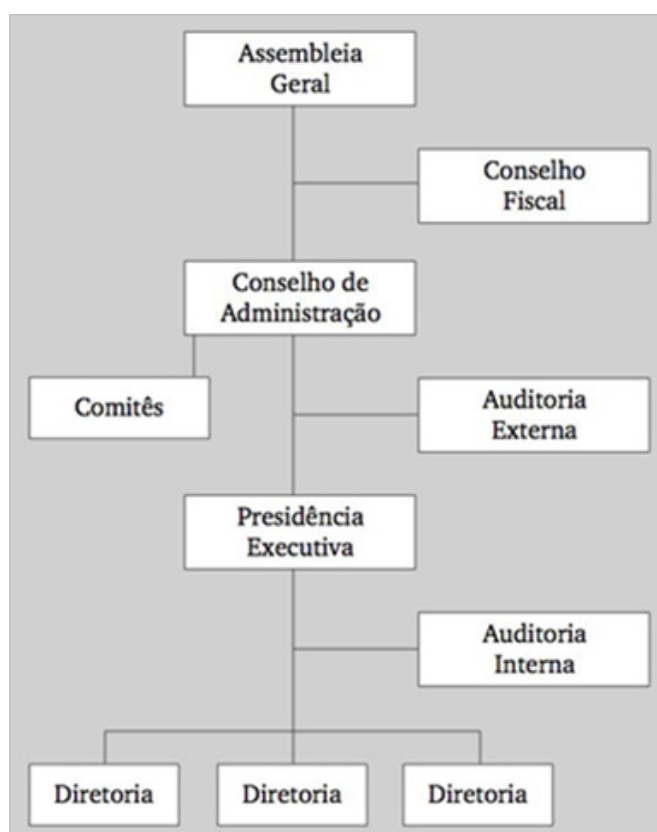 Assembleia
Geral
Conselho
Fiscal
Conselho de
Administração
Comitês
Auditoria
Externa
Presidência
Executiva
Auditoria
Interna
Diretoria
Diretoria
Diretoria